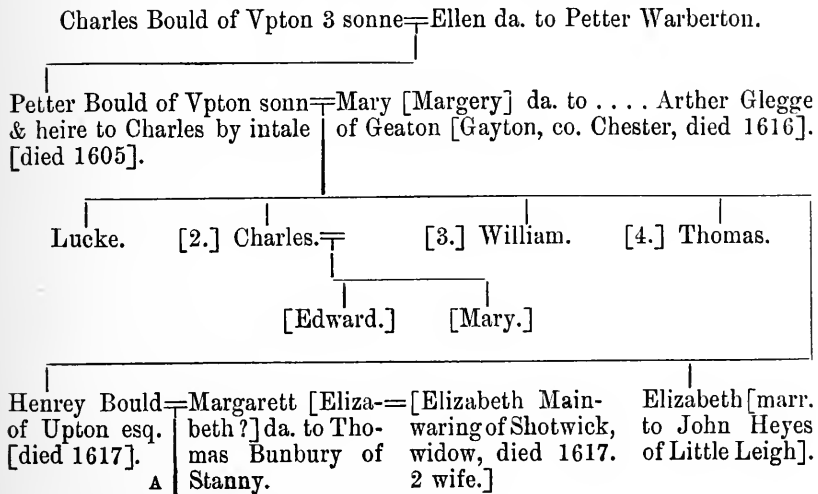 Charles Bould of Vpton 3 sonne=Ellen da. to Petter Warberton.
Petter Bould of Vpton sonn=Mary [Margery] da. to .... Arther Glegge
& heire to Charles by intale of Geaton [Gayton, co. Chester, died 1616].
[died 1605].
Lucke. [2.] Charles.= [3.] William. [4.] Thomas.
[Edward.] [Mary.]
Henrey Bould=Margarett [Eliza-=[Elizabeth Main- Elizabeth [marr.
of Upton esq. beth?] da. to Tho- waring of Shotwick, to John Heyes
[died 1617]. mas Bunbury of widow, died 1617. of Little Leigh].
A Stanny. 2 wife.]